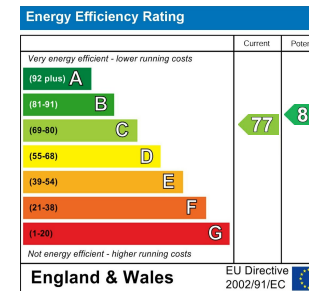 Energy Efficiency Rating
Current
Very energy efficient - lower running costs
(92 plus) A
(81-91) B
(69-80) C
77
(55-68) D
(39-54) E
(21-38) F
(1-20) G
Not energy efficient - higher running costs
England & Wales
EU Directive
2002/91/EC